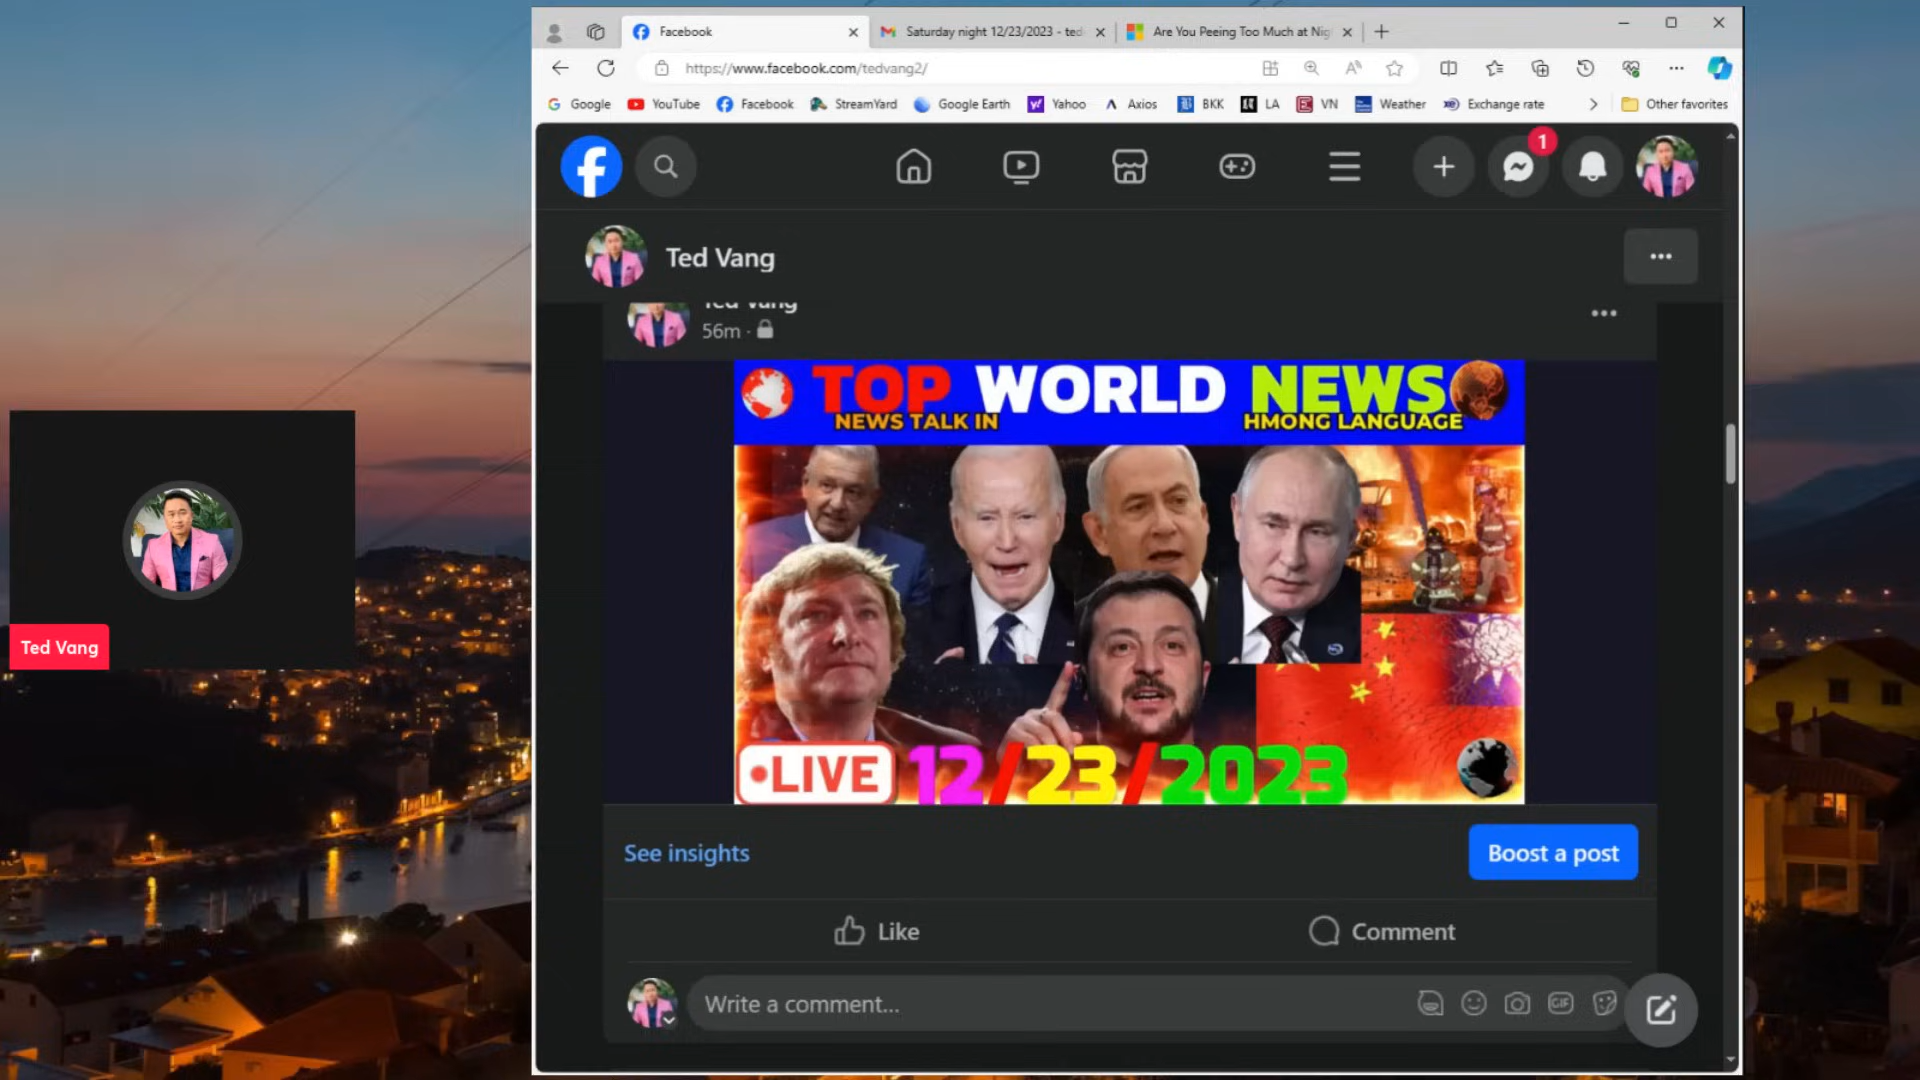 Facebook
Saturday night 12/23/2023 - ted
Are You Peeing Too Much at Nig
https://www.facebook.com/tedvang2/
Google
YouTube
Facebook
StreamYard
Google Earth
Yahoo
Axios
BKK
LA
VN
Weather
Exchange rate
Other favorites
1
Ted Vang
Ted Vang
56m ·
TOP WORLD NEWS
NEWS TALK IN
HMONG LANGUAGE
LIVE 12/23/2023
See insights
Boost a post
Like
Comment
Write a comment...
GIF
Ted Vang